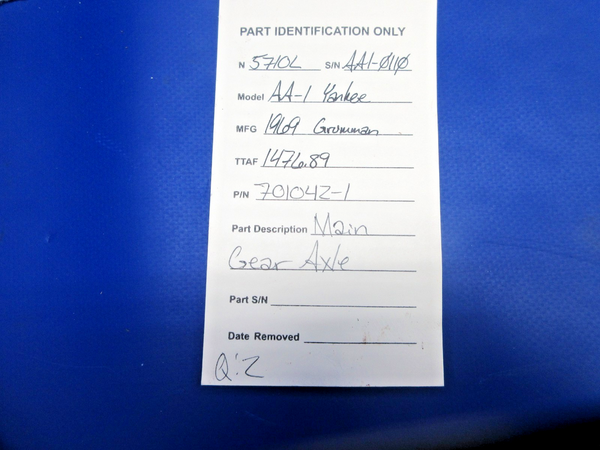 PART IDENTIFICATION ONLY
N 5710L S/N AA1-0110
Model AA-1 Yankee
MFG 1969 Grumman
TTAF 1476.89
P/N 701042-1
Part Description Main
Gear Axle
Part S/N
Date Removed
Q:2